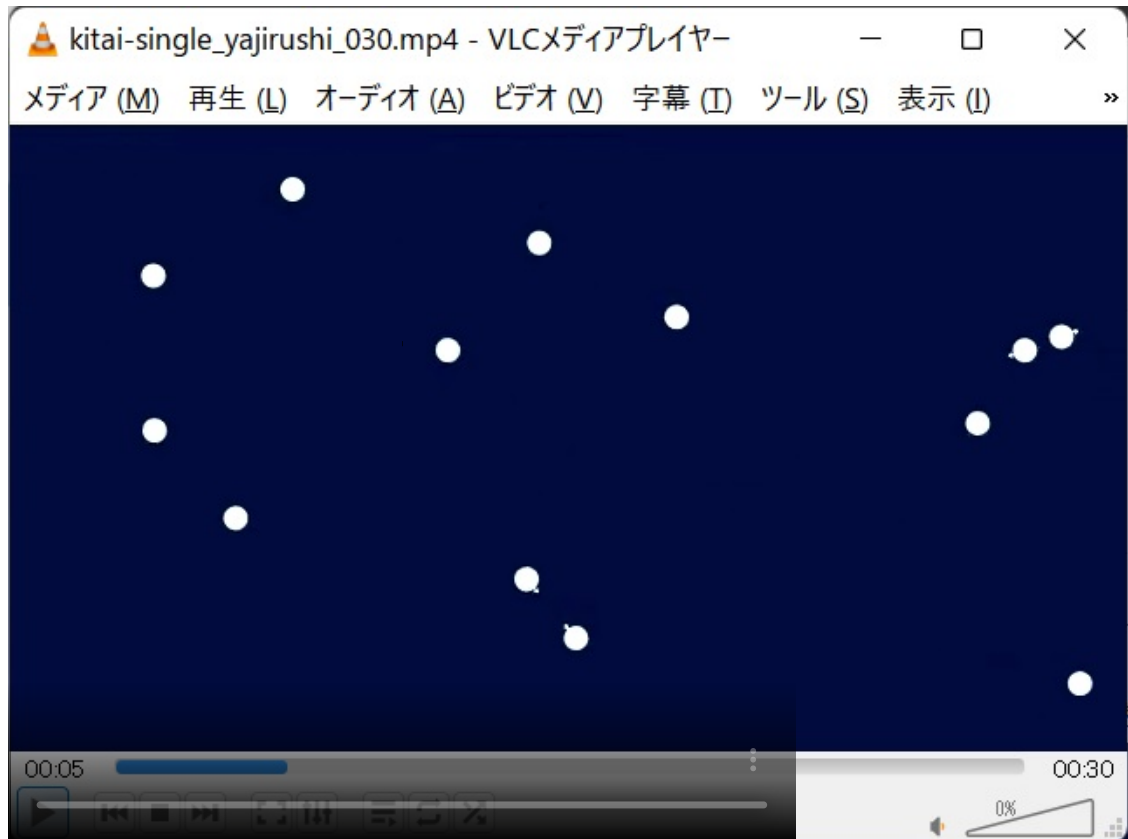 kitai-single_yajirushi_030.mp4 - VLCメディアプレイヤー
メディア (M) 再生 (L) オーディオ (A) ビデオ (V) 字幕 (T) ツール (S) 表示 (I) »
00:05 00:30
0%